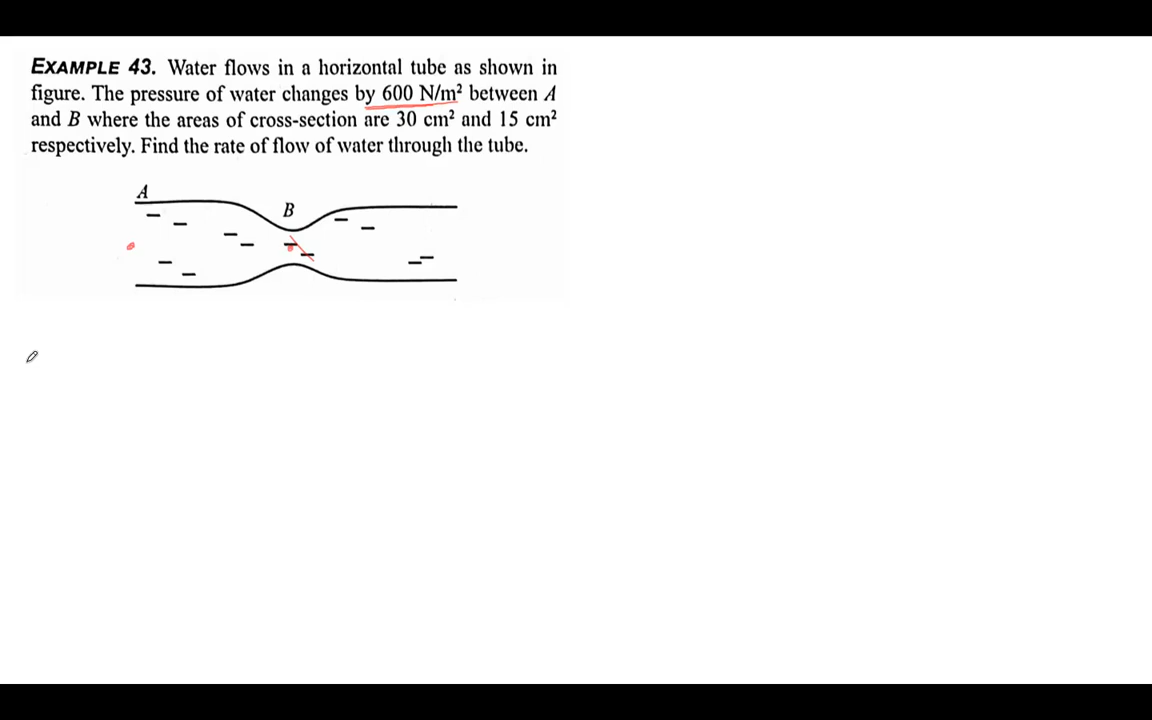 EXAMPLE 43. Water flows in a horizontal tube as shown in
figure. The pressure of water changes by 600 N/m² between A
and B where the areas of cross-section are 30 cm² and 15 cm²
respectively. Find the rate of flow of water through the tube.
A
B